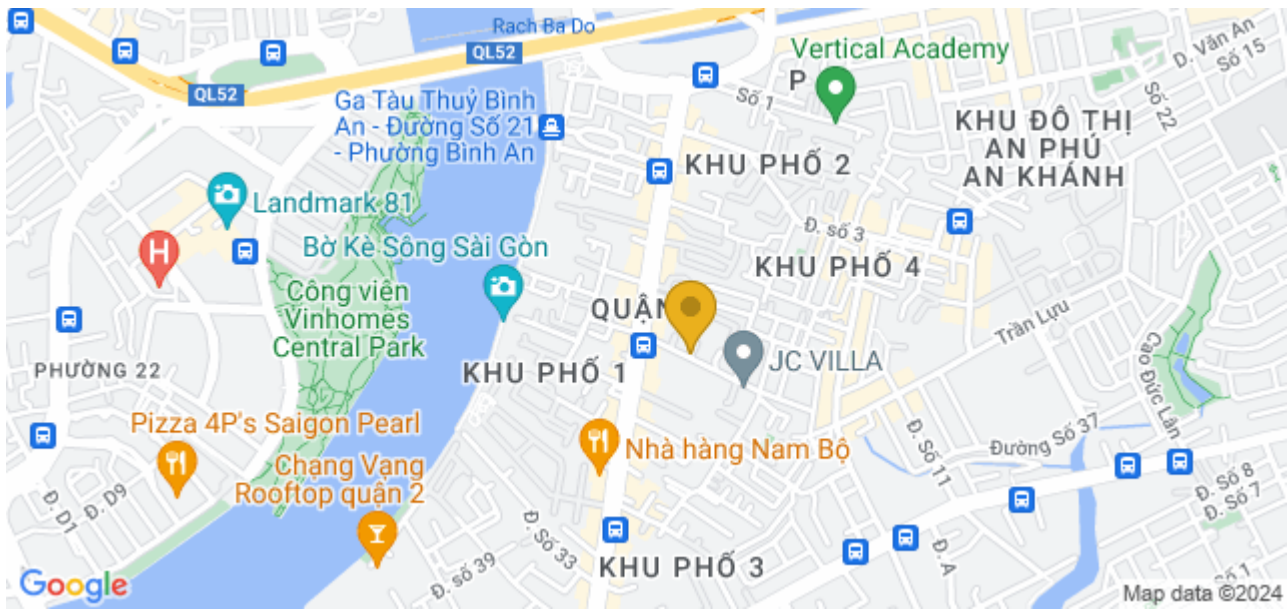 Rach Ba Do
QL52
QL52
Vertical Academy
P
Số 1
Đ. Văn An
Số 15
Số 22
Ga Tàu Thuỷ Bình
An - Đường Số 21
- Phường Bình An
KHU PHỐ 2
KHU ĐÔ THỊ
AN PHÚ
AN KHÁNH
Landmark 81
H
Đ. số 3
Bờ Kè Sông Sài Gòn
KHU PHỐ 4
Công viên
Vinhomes
Central Park
QUẬN
Trần Lựu
Cao Đức Lân
PHƯỜNG 22
KHU PHỐ 1
JC VILLA
Pizza 4P's Saigon Pearl
Nhà hàng Nam Bộ
Đ. Số 11
Đường Số 37
Chạng Vạng
Rooftop quận 2
Đ. D1
Đ. D9
Đ. Số 8
Đ. Số 7
Đ. Số 33
Đ. số 39
KHU PHỐ 3
Đ. A
Số 1
Google
Map data ©2024